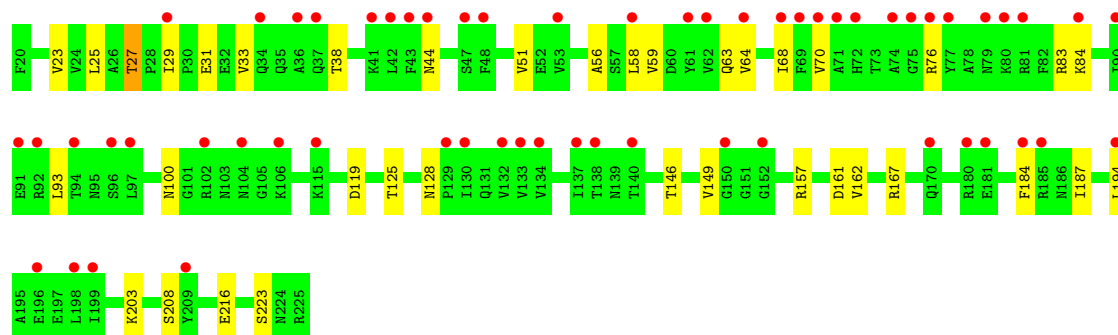 F20 V23 V24 L25 A26 T27 P28 I29 P30 E31 E32 V33 Q34 Q35 A36 Q37 T38 K41 L42 F43 N44 S47 F48 V51 E52 V53 A56 S57 L58 V59 D60 Y61 V62 Q63 V64 I68 F69 V70 A71 H72 T73 A74 G75 R76 Y77 A78 N79 K80 R81 F82 R83 K84 I90
E91 R92 L93 T94 N95 S96 L97 N100 G101 R102 N103 N104 G105 K106 K115 D119 T125 N128 P129 I130 Q131 V132 V133 V134 I137 T138 N139 T140 T146 V149 G150 G151 G152 R157 D161 V162 R167 Q170 R180 E181 F184 R185 N186 I187
A195 E196 E197 L198 I199 K203 S208 Y209 E216 S223 N224 R225